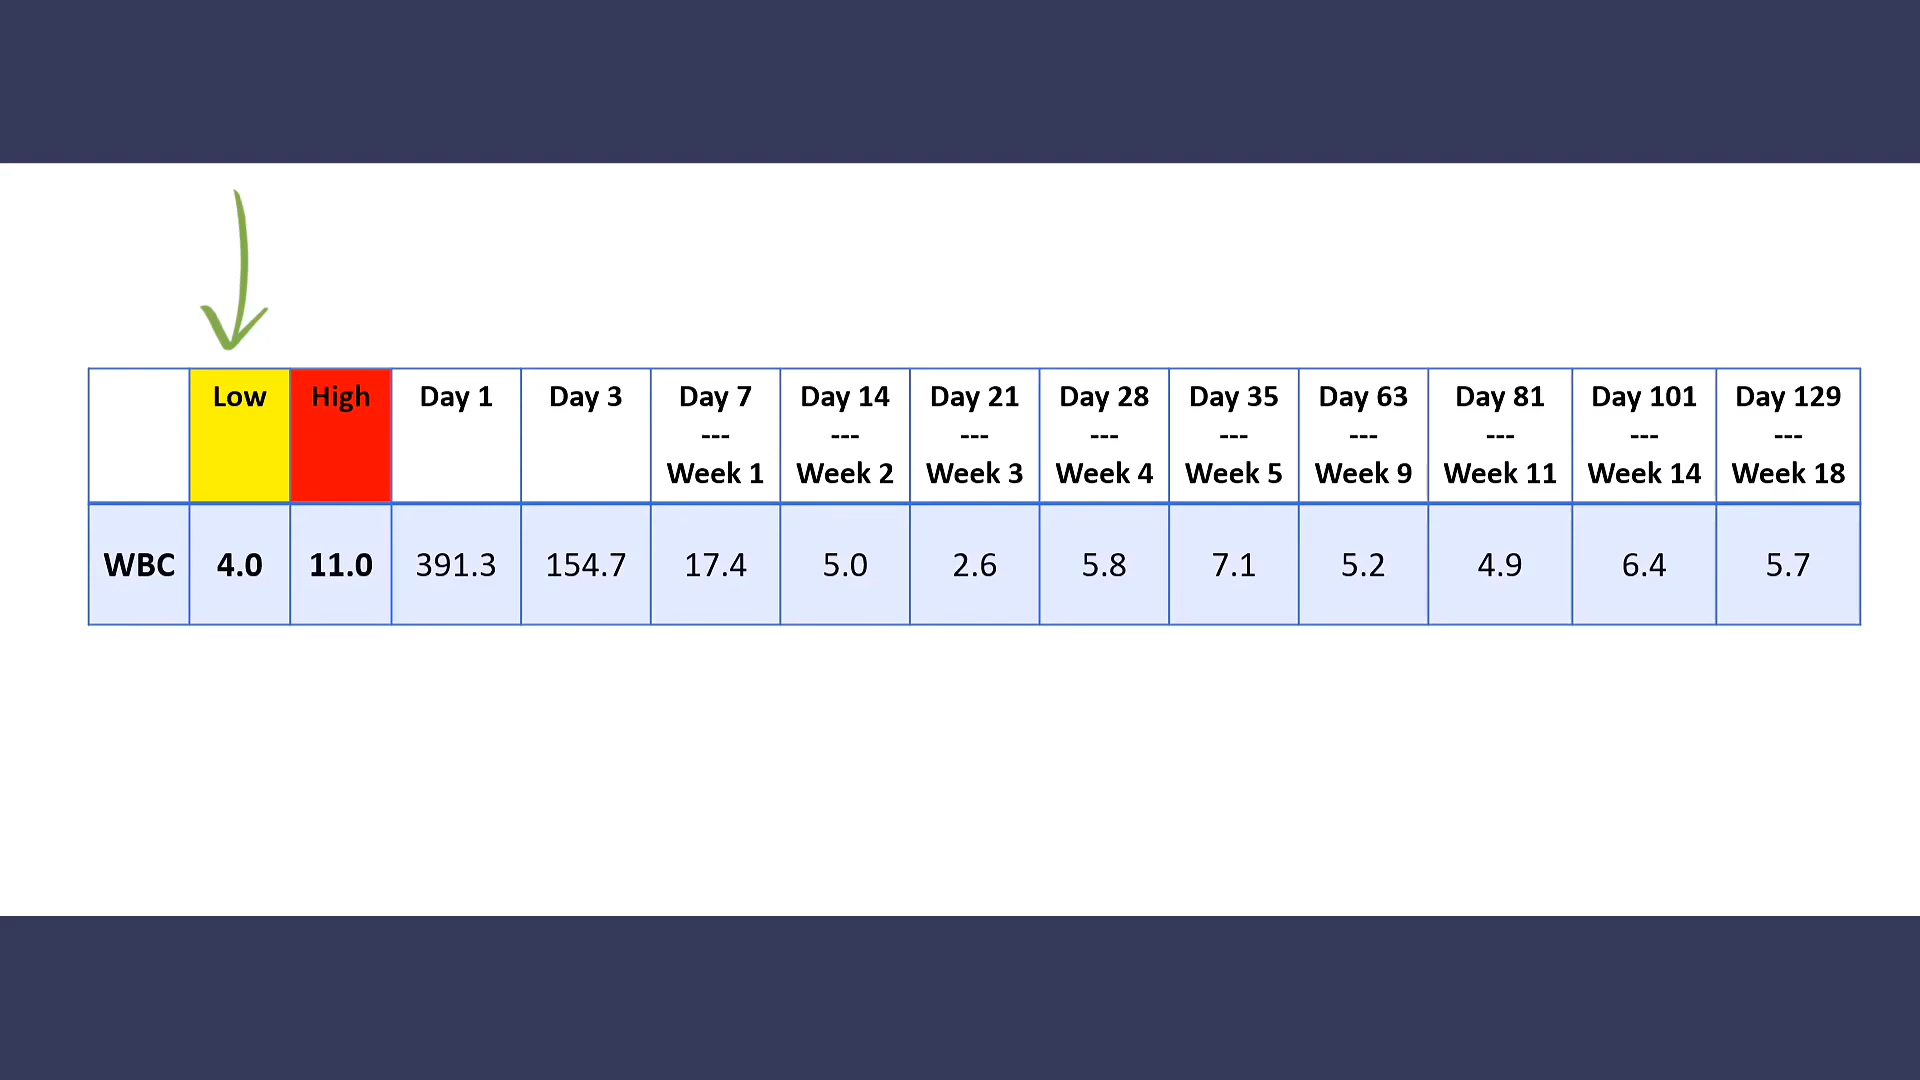 Low High Day 1 Day 3 Day 7 Day 14 Day 21 Day 28 Day 35 Day 63 Day 81 Day 101 Day 129
--- --- --- --- --- --- --- --- ---
Week 1 Week 2 Week 3 Week 4 Week 5 Week 9 Week 11 Week 14 Week 18
WBC 4.0 11.0 391.3 154.7 17.4 5.0 2.6 5.8 7.1 5.2 4.9 6.4 5.7